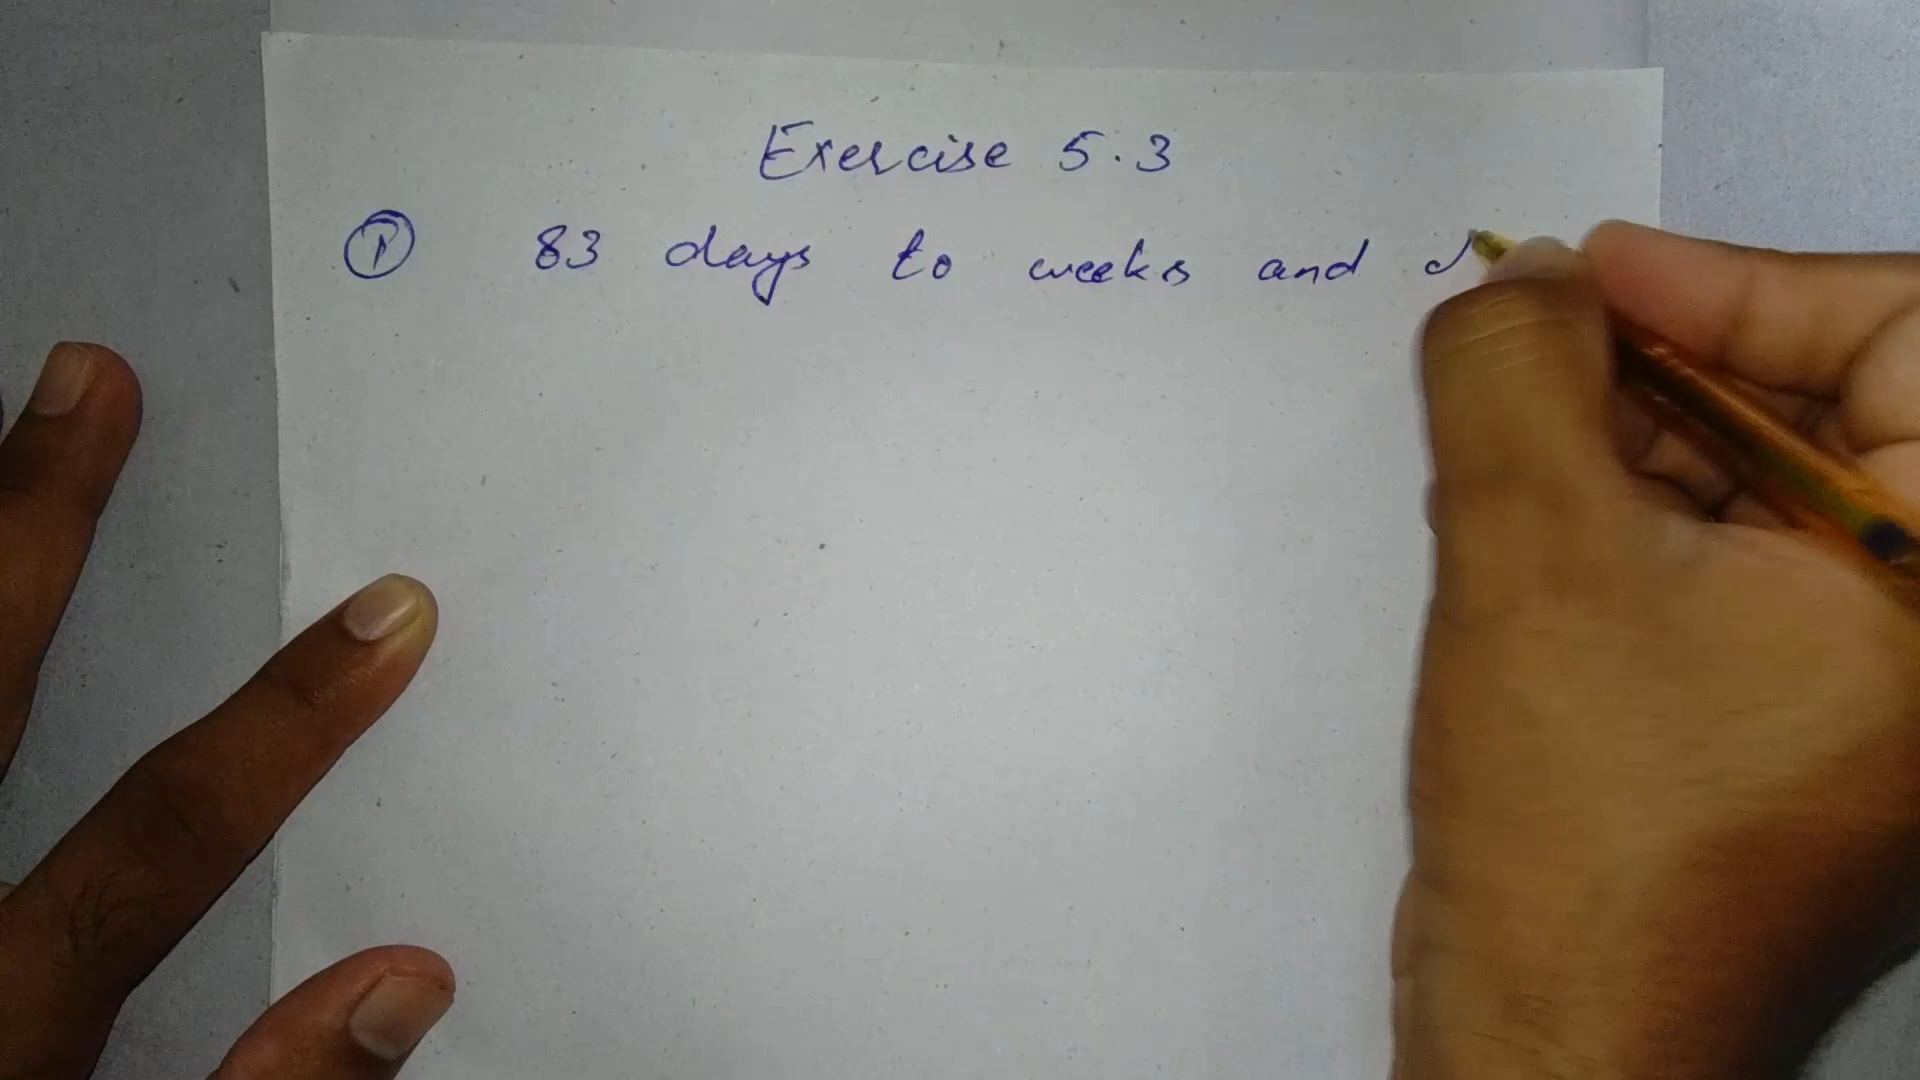 Exercise 5.3
① 83 days to weeks and d